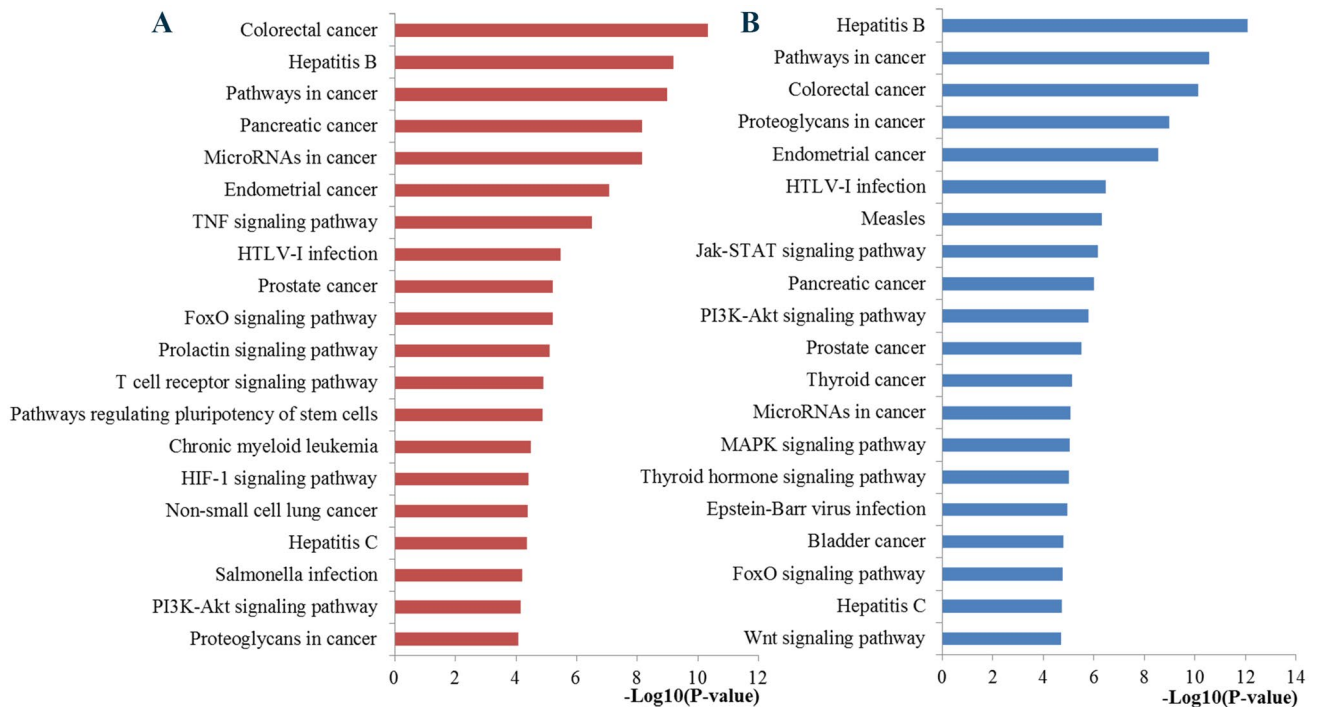 A
Colorectal cancer
Hepatitis B
Pathways in cancer
Pancreatic cancer
MicroRNAs in cancer
Endometrial cancer
TNF signaling pathway
HTLV-I infection
Prostate cancer
FoxO signaling pathway
Prolactin signaling pathway
T cell receptor signaling pathway
Pathways regulating pluripotency of stem cells
Chronic myeloid leukemia
HIF-1 signaling pathway
Non-small cell lung cancer
Hepatitis C
Salmonella infection
PI3K-Akt signaling pathway
Proteoglycans in cancer
0 2 4 6 8 10 12
-Log10(P-value)
B
Hepatitis B
Pathways in cancer
Colorectal cancer
Proteoglycans in cancer
Endometrial cancer
HTLV-I infection
Measles
Jak-STAT signaling pathway
Pancreatic cancer
PI3K-Akt signaling pathway
Prostate cancer
Thyroid cancer
MicroRNAs in cancer
MAPK signaling pathway
Thyroid hormone signaling pathway
Epstein-Barr virus infection
Bladder cancer
FoxO signaling pathway
Hepatitis C
Wnt signaling pathway
0 2 4 6 8 10 12 14
-Log10(P-value)